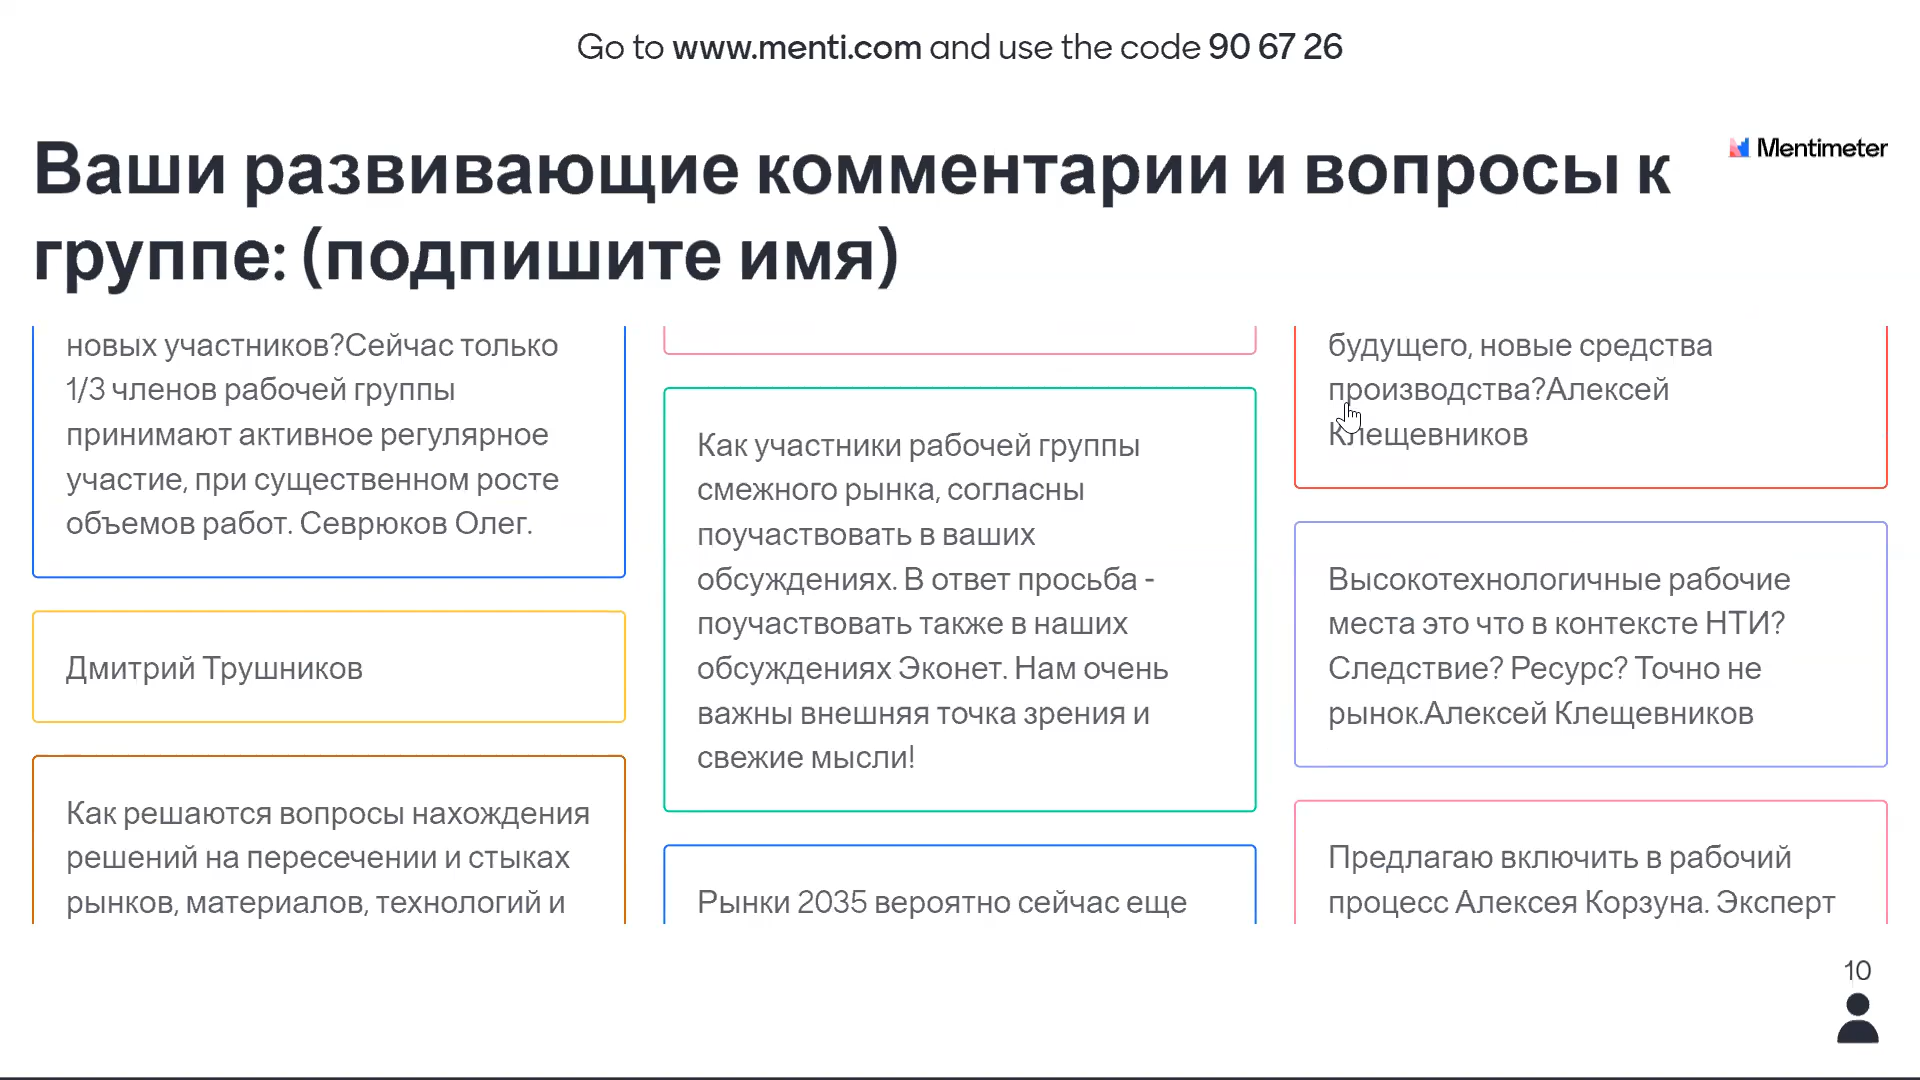 Go to www.menti.com and use the code 90 67 26
Mentimeter
Ваши развивающие комментарии и вопросы к
группе: (подпишите имя)
новых участников?Сейчас только
1/3 членов рабочей группы
принимают активное регулярное
участие, при существенном росте
объемов работ. Севрюков Олег.
Дмитрий Трушников
Как решаются вопросы нахождения
решений на пересечении и стыках
рынков, материалов, технологий и
Как участники рабочей группы
смежного рынка, согласны
поучаствовать в ваших
обсуждениях. В ответ просьба -
поучаствовать также в наших
обсуждениях Эконет. Нам очень
важны внешняя точка зрения и
свежие мысли!
Рынки 2035 вероятно сейчас еще
будущего, новые средства
производства?Алексей
Клещевников
Высокотехнологичные рабочие
места это что в контексте НТИ?
Следствие? Ресурс? Точно не
рынок.Алексей Клещевников
Предлагаю включить в рабочий
процесс Алексея Корзуна. Эксперт
10